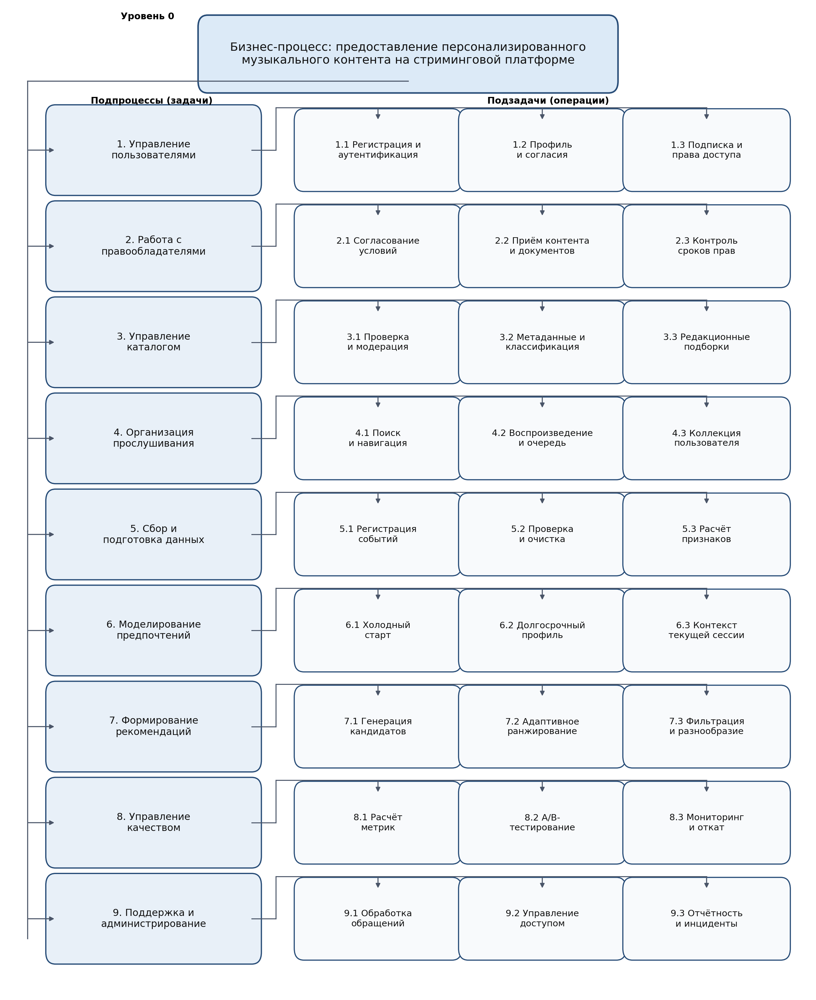 Уровень 0
Бизнес-процесс: предоставление персонализированного
музыкального контента на стриминговой платформе
Подпроцессы (задачи)
Подзадачи (операции)
1. Управление
пользователями
1.1 Регистрация и
аутентификация
1.2 Профиль
и согласия
1.3 Подписка и
права доступа
2. Работа с
правообладателями
2.1 Согласование
условий
2.2 Приём контента
и документов
2.3 Контроль
сроков прав
3. Управление
каталогом
3.1 Проверка
и модерация
3.2 Метаданные и
классификация
3.3 Редакционные
подборки
4. Организация
прослушивания
4.1 Поиск
и навигация
4.2 Воспроизведение
и очередь
4.3 Коллекция
пользователя
5. Сбор и
подготовка данных
5.1 Регистрация
событий
5.2 Проверка
и очистка
5.3 Расчёт
признаков
6. Моделирование
предпочтений
6.1 Холодный
старт
6.2 Долгосрочный
профиль
6.3 Контекст
текущей сессии
7. Формирование
рекомендаций
7.1 Генерация
кандидатов
7.2 Адаптивное
ранжирование
7.3 Фильтрация
и разнообразие
8. Управление
качеством
8.1 Расчёт
метрик
8.2 A/B-
тестирование
8.3 Мониторинг
и откат
9. Поддержка и
администрирование
9.1 Обработка
обращений
9.2 Управление
доступом
9.3 Отчётность
и инциденты